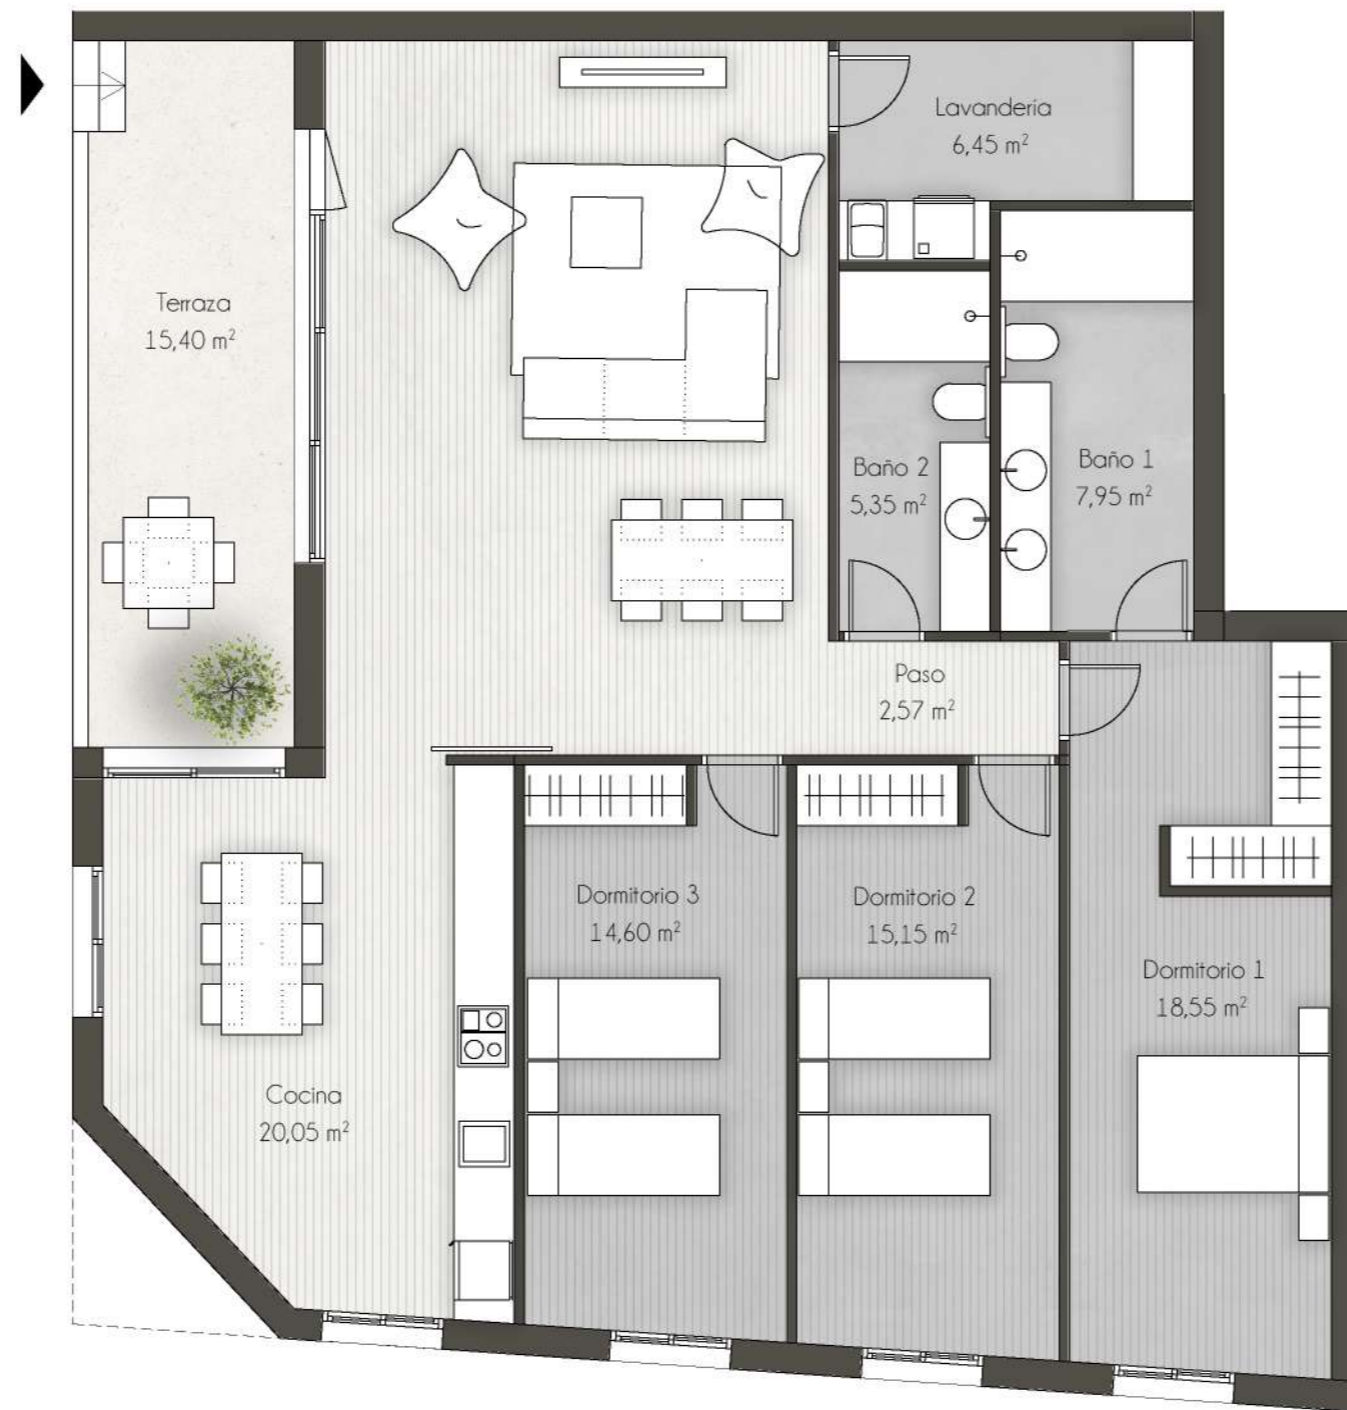 Lavandería
6,45 m²
Terraza
15,40 m²
Baño 2
5,35 m²
Baño 1
7,95 m²
Paso
2,57 m²
Dormitorio 3
14,60 m²
Dormitorio 2
15,15 m²
Dormitorio 1
18,55 m²
Cocina
20,05 m²